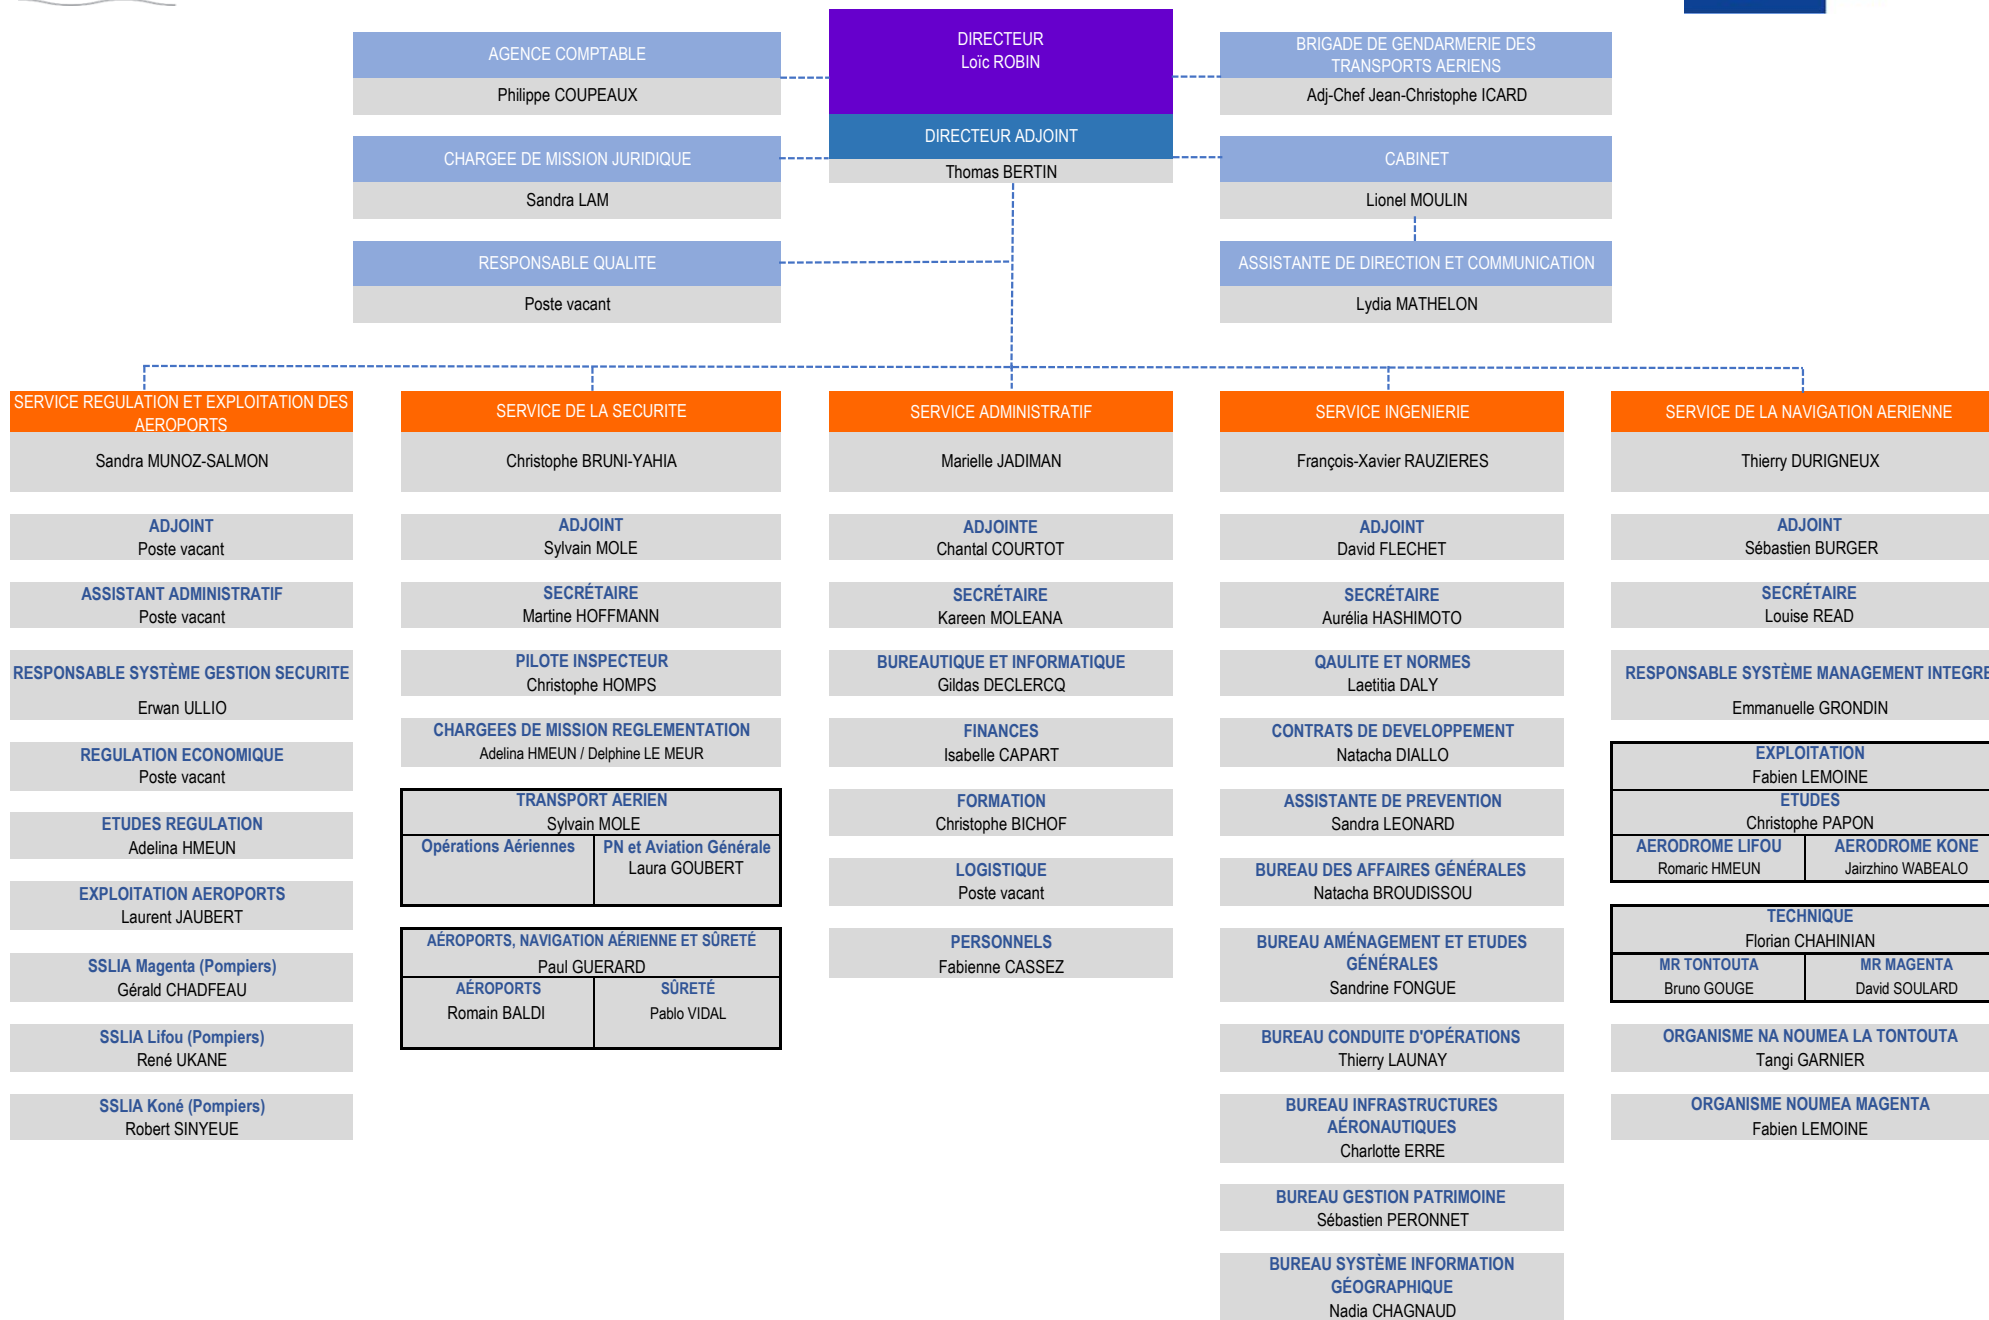 DIRECTEUR
Loïc ROBIN
AGENCE COMPTABLE
Philippe COUPEAUX
BRIGADE DE GENDARMERIE DES
TRANSPORTS AERIENS
Adj-Chef Jean-Christophe ICARD
DIRECTEUR ADJOINT
Thomas BERTIN
CHARGEE DE MISSION JURIDIQUE
Sandra LAM
CABINET
Lionel MOULIN
RESPONSABLE QUALITE
Poste vacant
ASSISTANTE DE DIRECTION ET COMMUNICATION
Lydia MATHELON
SERVICE REGULATION ET EXPLOITATION DES
AEROPORTS
Sandra MUNOZ-SALMON
ADJOINT
Poste vacant
ASSISTANT ADMINISTRATIF
Poste vacant
RESPONSABLE SYSTÈME GESTION SECURITE
Erwan ULLIO
REGULATION ECONOMIQUE
Poste vacant
ETUDES REGULATION
Adelina HMEUN
EXPLOITATION AEROPORTS
Laurent JAUBERT
SSLIA Magenta (Pompiers)
Gérald CHADFEAU
SSLIA Lifou (Pompiers)
René UKANE
SSLIA Koné (Pompiers)
Robert SINYEUE
SERVICE DE LA SECURITE
Christophe BRUNI-YAHIA
ADJOINT
Sylvain MOLE
SECRÉTAIRE
Martine HOFFMANN
PILOTE INSPECTEUR
Christophe HOMPS
CHARGEES DE MISSION REGLEMENTATION
Adelina HMEUN / Delphine LE MEUR
TRANSPORT AERIEN
Sylvain MOLE
Opérations Aériennes
PN et Aviation Générale
Laura GOUBERT
AÉROPORTS, NAVIGATION AÉRIENNE ET SÛRETÉ
Paul GUERARD
AÉROPORTS
Romain BALDI
SÛRETÉ
Pablo VIDAL
SERVICE ADMINISTRATIF
Marielle JADIMAN
ADJOINTE
Chantal COURTOT
SECRÉTAIRE
Kareen MOLEANA
BUREAUTIQUE ET INFORMATIQUE
Gildas DECLERCQ
FINANCES
Isabelle CAPART
FORMATION
Christophe BICHOF
LOGISTIQUE
Poste vacant
PERSONNELS
Fabienne CASSEZ
SERVICE INGENIERIE
François-Xavier RAUZIERES
ADJOINT
David FLECHET
SECRÉTAIRE
Aurélia HASHIMOTO
QAULITE ET NORMES
Laetitia DALY
CONTRATS DE DEVELOPPEMENT
Natacha DIALLO
ASSISTANTE DE PREVENTION
Sandra LEONARD
BUREAU DES AFFAIRES GÉNÉRALES
Natacha BROUDISSOU
BUREAU AMÉNAGEMENT ET ETUDES
GÉNÉRALES
Sandrine FONGUE
BUREAU CONDUITE D'OPÉRATIONS
Thierry LAUNAY
BUREAU INFRASTRUCTURES
AÉRONAUTIQUES
Charlotte ERRE
BUREAU GESTION PATRIMOINE
Sébastien PERONNET
BUREAU SYSTÈME INFORMATION
GÉOGRAPHIQUE
Nadia CHAGNAUD
SERVICE DE LA NAVIGATION AERIENNE
Thierry DURIGNEUX
ADJOINT
Sébastien BURGER
SECRÉTAIRE
Louise READ
RESPONSABLE SYSTÈME MANAGEMENT INTEGRE
Emmanuelle GRONDIN
EXPLOITATION
Fabien LEMOINE
ETUDES
Christophe PAPON
AERODROME LIFOU
Romaric HMEUN
AERODROME KONE
Jairzhino WABEALO
TECHNIQUE
Florian CHAHINIAN
MR TONTOUTA
Bruno GOUGE
MR MAGENTA
David SOULARD
ORGANISME NA NOUMEA LA TONTOUTA
Tangi GARNIER
ORGANISME NOUMEA MAGENTA
Fabien LEMOINE